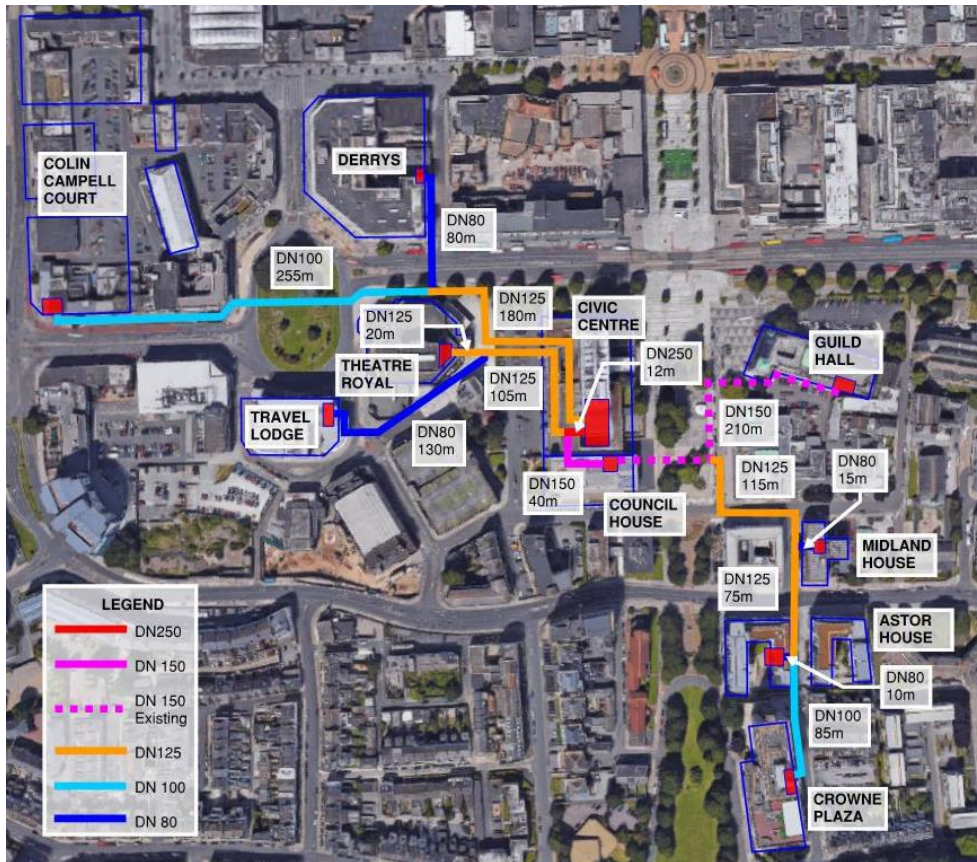 DERRYS
COLIN
CAMPELL
COURT
DN80
80m
DN100
255m
DN125
20m
DN125
180m
CIVIC
CENTRE
DN250
12m
GUILD
HALL
THEATRE
ROYAL
DN125
105m
TRAVEL
LODGE
DN80
130m
DN150
210m
DN150
40m
COUNCIL
HOUSE
DN125
115m
DN80
15m
MIDLAND
HOUSE
DN125
75m
ASTOR
HOUSE
DN80
10m
DN100
85m
CROWNE
PLAZA
LEGEND
DN250
DN 150
DN 150
Existing
DN125
DN 100
DN 80